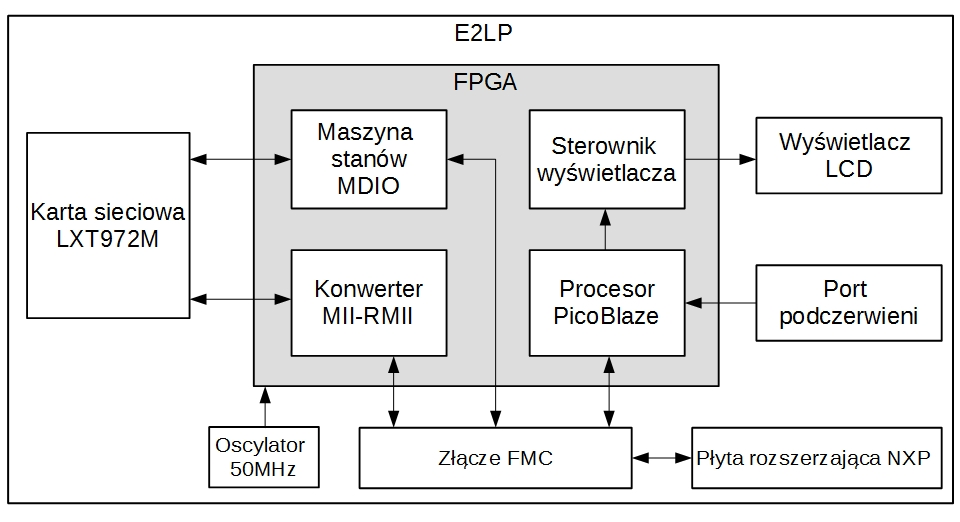 E2LP
FPGA
Maszyna
stanów
MDIO
Sterownik
wyświetlacza
Wyświetlacz
LCD
Karta sieciowa
LXT972M
Konwerter
MII-RMII
Procesor
PicoBlaze
Port
podczerwieni
Oscylator
50MHz
Złącze FMC
Płyta rozszerzająca NXP